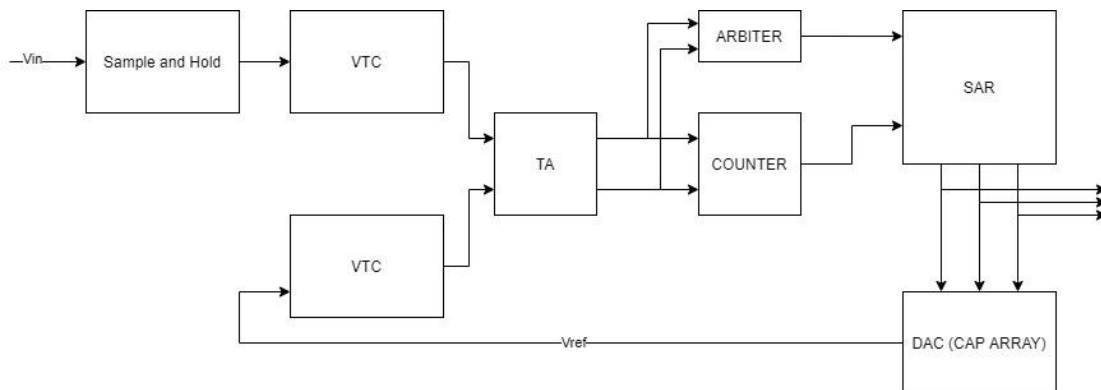 Vin
Sample and Hold
VTC
ARBITER
SAR
TA
COUNTER
VTC
Vref
DAC (CAP ARRAY)